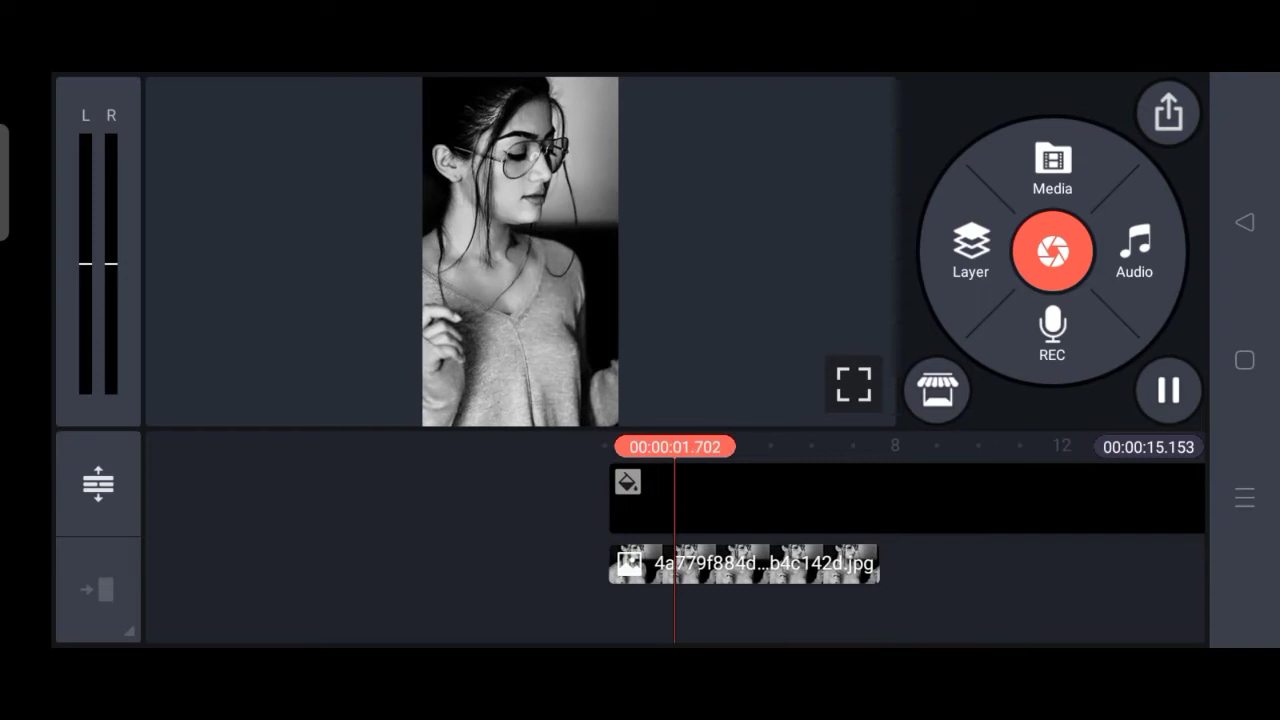 L R
Media
Layer
Audio
REC
00:00:01.702
8
12
00:00:15.153
4a779f884d...b4c142d.jpg